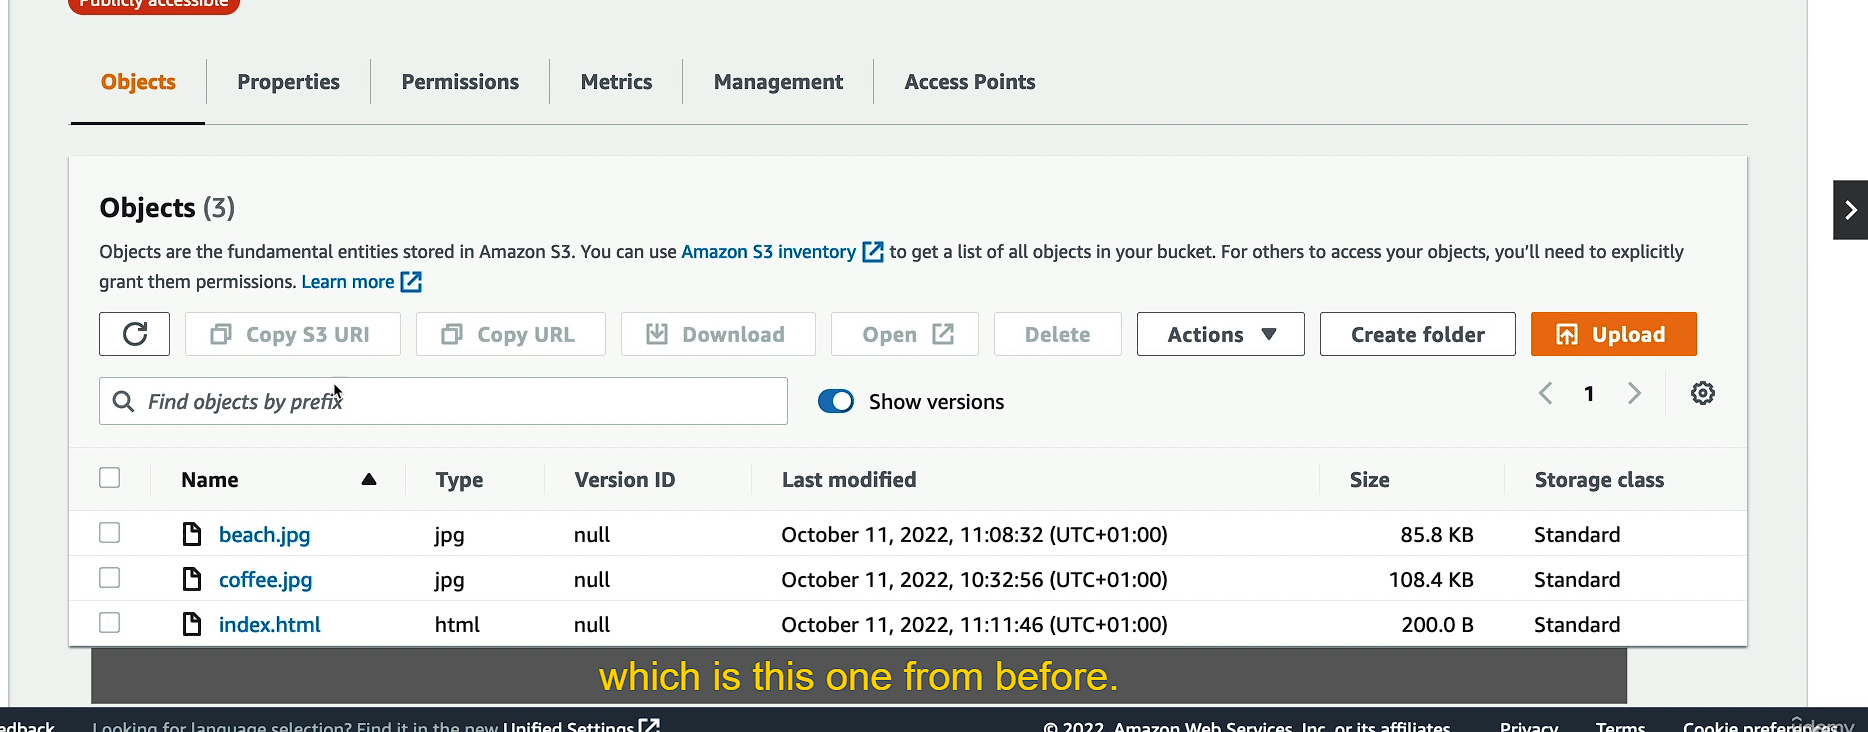 Publicly accessible
Objects Properties Permissions Metrics Management Access Points
Objects (3)
Objects are the fundamental entities stored in Amazon S3. You can use Amazon S3 inventory to get a list of all objects in your bucket. For others to access your objects, you'll need to explicitly
grant them permissions. Learn more
Copy S3 URI Copy URL Download Open Delete Actions Create folder Upload
Find objects by prefix Show versions 1
Name Type Version ID Last modified Size Storage class
beach.jpg jpg null October 11, 2022, 11:08:32 (UTC+01:00) 85.8 KB Standard
coffee.jpg jpg null October 11, 2022, 10:32:56 (UTC+01:00) 108.4 KB Standard
index.html html null October 11, 2022, 11:11:46 (UTC+01:00) 200.0 B Standard
which is this one from before.
edback Looking for language selection? Find it in the new Unified Settings © 2022, Amazon Web Services, Inc. or its affiliates. Privacy Terms Cookie preferences
udemy